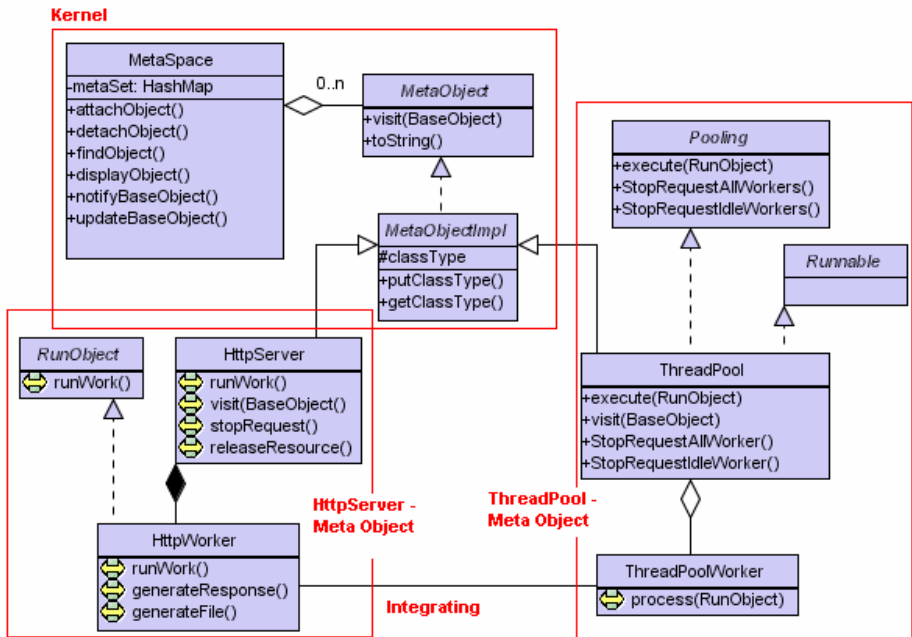 Kernel
MetaSpace
-metaSet: HashMap
+attachObject()
+detachObject()
+findObject()
+displayObject()
+notifyBaseObject()
+updateBaseObject()
0..n
MetaObject
+visit(BaseObject)
+toString()
MetaObjectImpl
#classType
+putClassType()
+getClassType()
Pooling
+execute(RunObject)
+StopRequestAllWorkers()
+StopRequestIdleWorkers()
Runnable
RunObject
runWork()
HttpServer
runWork()
visit(BaseObject()
stopRequest()
releaseResource()
ThreadPool
+execute(RunObject)
+visit(BaseObject)
+StopRequestAllWorker()
+StopRequestIdleWorker()
HttpServer -
Meta Object
ThreadPool -
Meta Object
HttpWorker
runWork()
generateResponse()
generateFile()
Integrating
ThreadPoolWorker
process(RunObject)